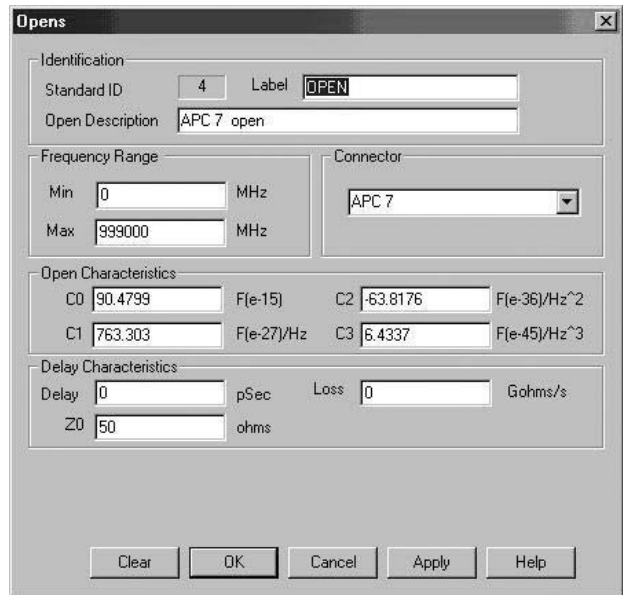 Opens
Identification
Standard ID 4 Label OPEN
Open Description APC 7 open
Frequency Range
Min 0 MHz
Max 999000 MHz
Connector
APC 7
Open Characteristics
C0 90.4799 F(e-15) C2 -63.8176 F(e-36)/Hz^2
C1 763.303 F(e-27)/Hz C3 6.4337 F(e-45)/Hz^3
Delay Characteristics
Delay 0 pSec Loss 0 Gohms/s
Z0 50 ohms
Clear OK Cancel Apply Help